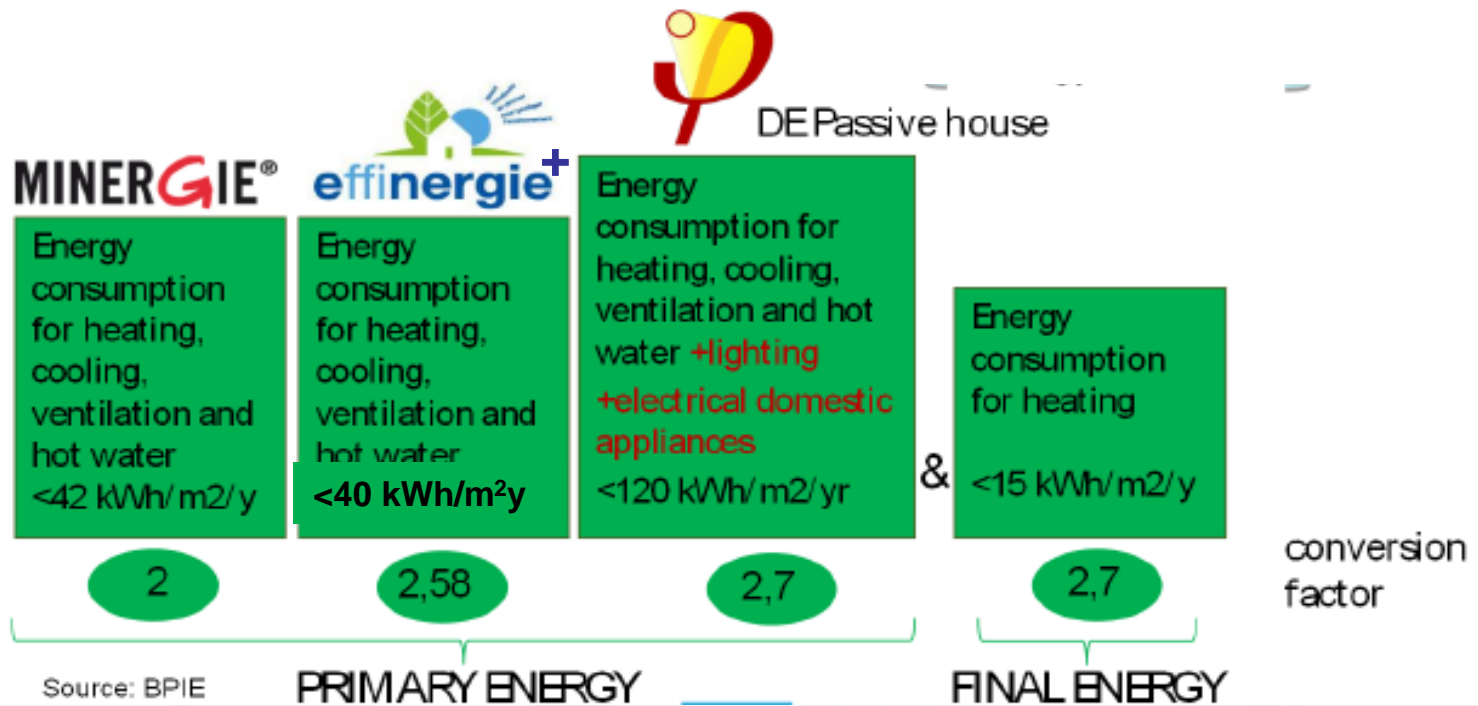 DE Passive house
MINERGIE®
effinergie+
Energy
consumption
for heating,
cooling,
ventilation and
hot water
<42 kWh/m2/y
Energy
consumption
for heating,
cooling,
ventilation and
hot water
<40 kWh/m²y
Energy
consumption for
heating, cooling,
ventilation and hot
water +lighting
+electrical domestic
appliances
<120 kWh/m2/yr
&
Energy
consumption
for heating
<15 kWh/m2/y
2
2,58
2,7
2,7
conversion
factor
Source: BPIE
PRIMARY ENERGY
FINAL ENERGY